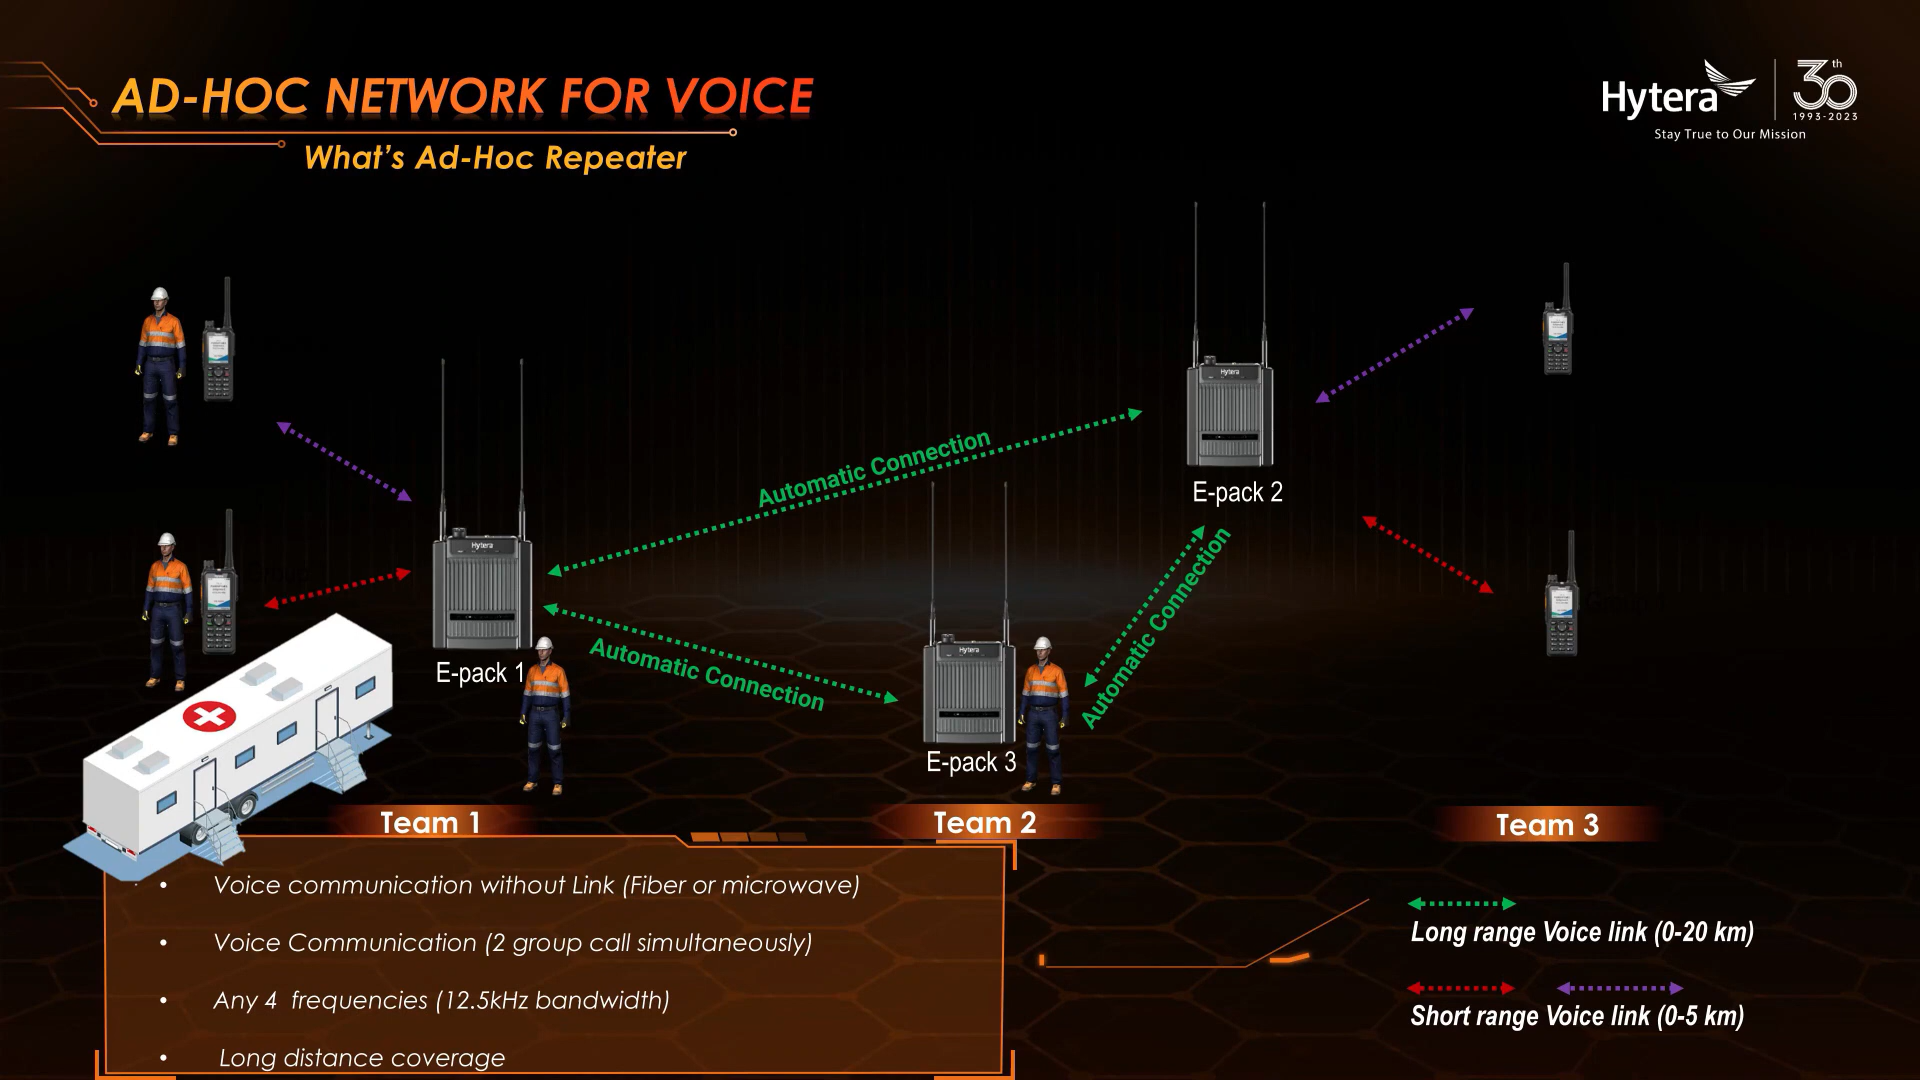 AD-HOC NETWORK FOR VOICE
What's Ad-Hoc Repeater
Hytera
30th
1993-2023
Stay True to Our Mission
Hytera
E-pack 2
Automatic Connection
Hytera
E-pack 1
Automatic Connection
Automatic Connection
Hytera
E-pack 3
Team 1
Team 2
Team 3
• Voice communication without Link (Fiber or microwave)
• Voice Communication (2 group call simultaneously)
• Any 4 frequencies (12.5kHz bandwidth)
• Long distance coverage
Long range Voice link (0-20 km)
Short range Voice link (0-5 km)